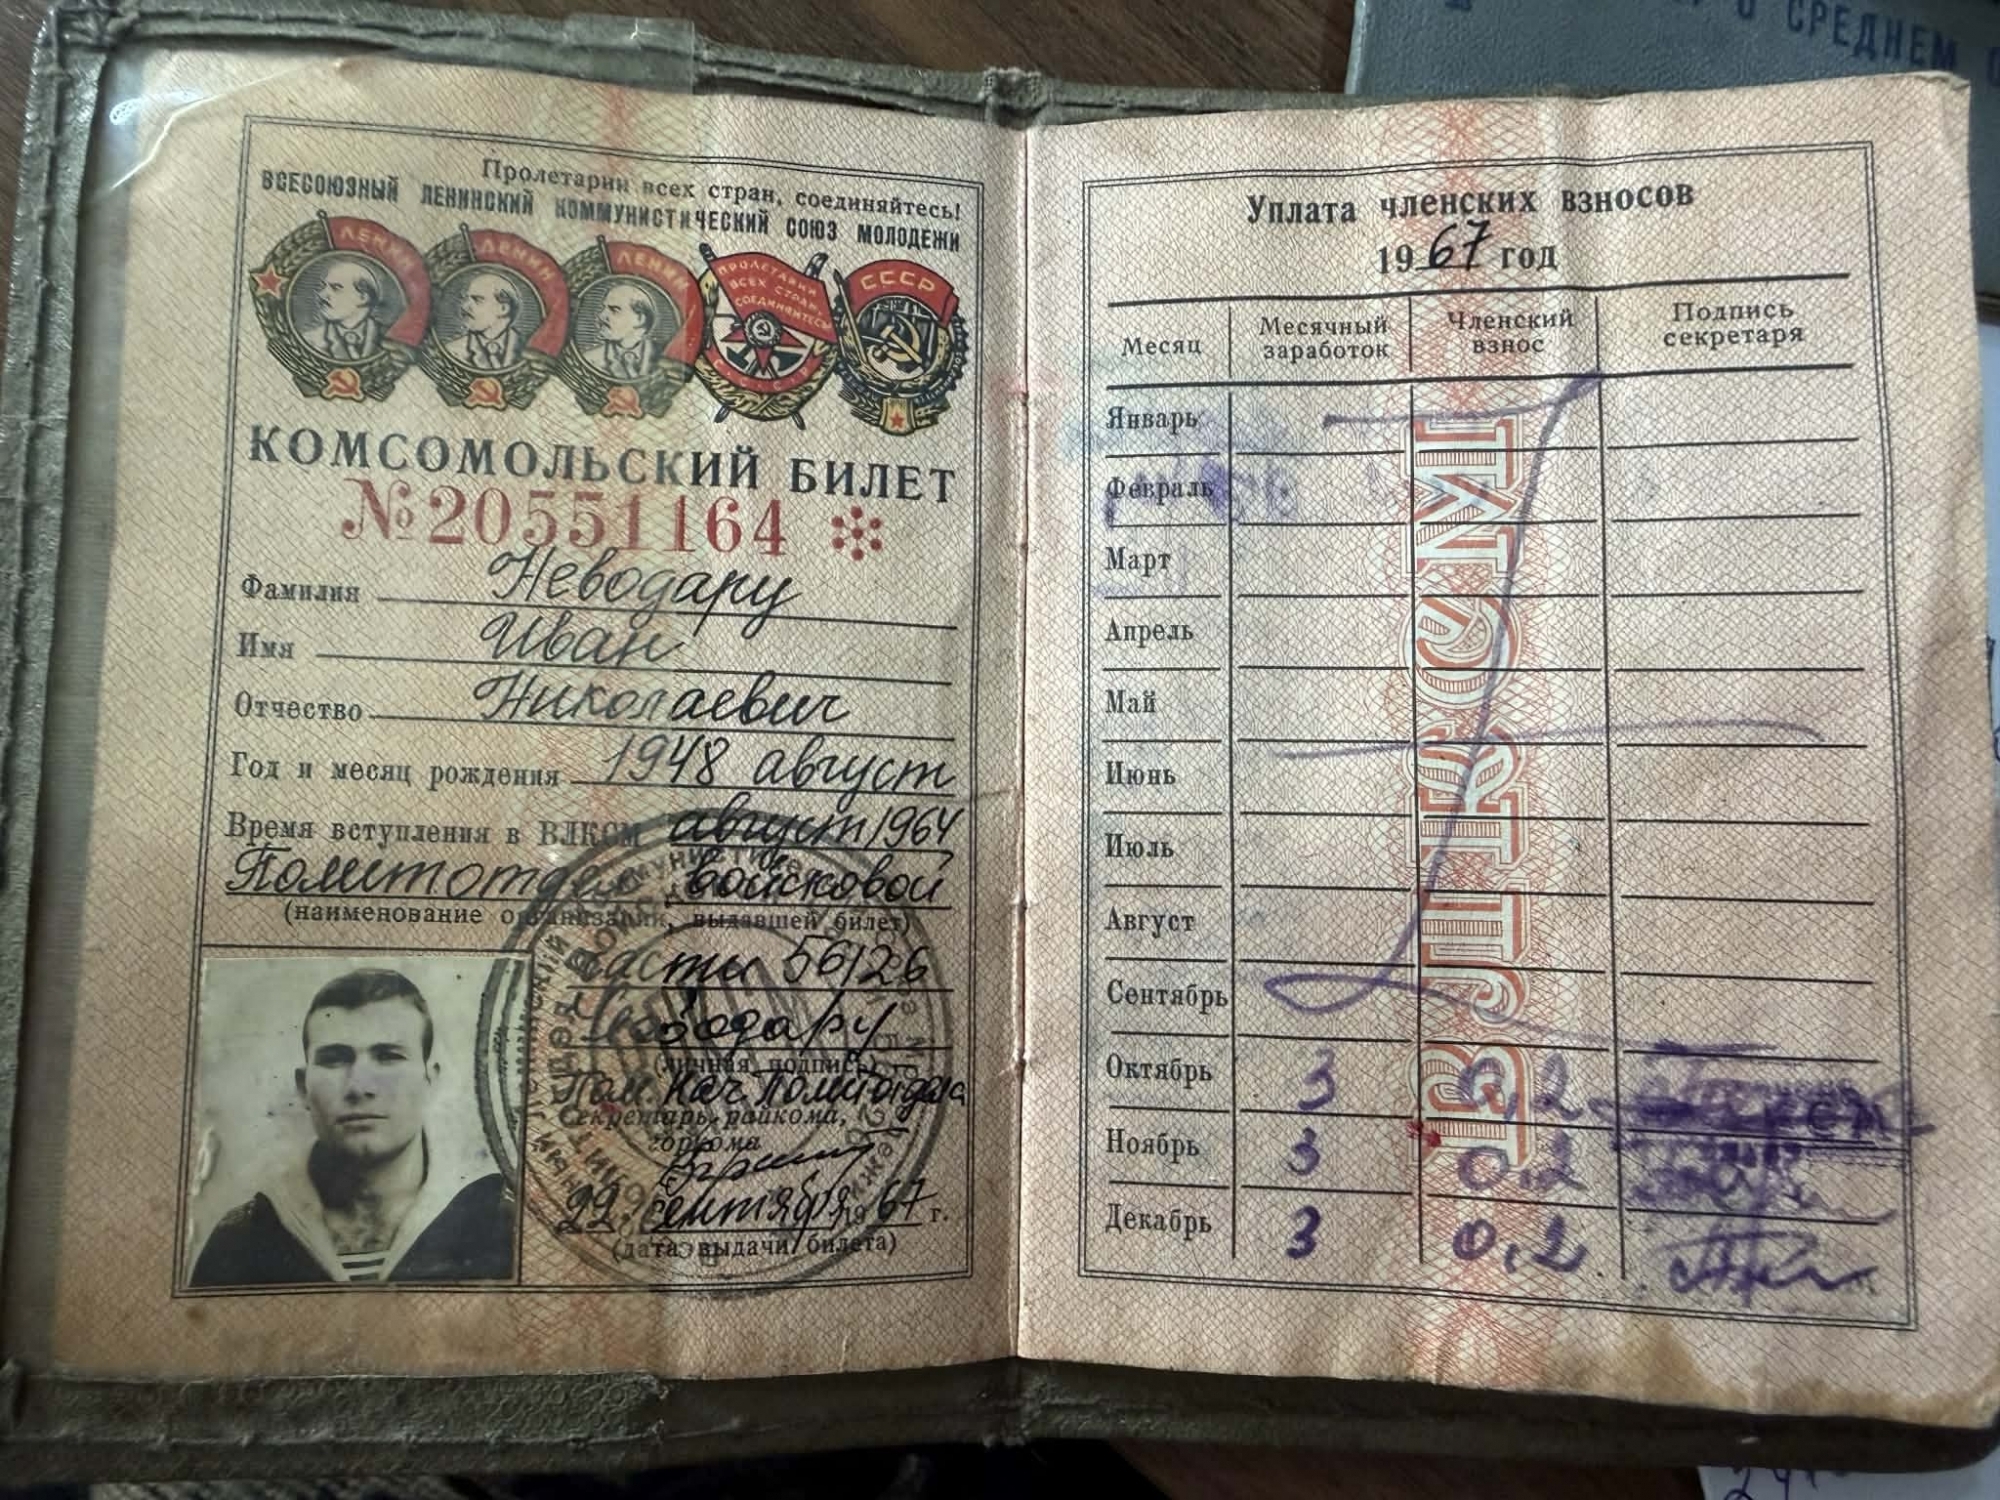 О СРЕДНЕМ
Пролетарии всех стран, соединяйтесь!
ВСЕСОЮЗНЫЙ ЛЕНИНСКИЙ КОММУНИСТИЧЕСКИЙ СОЮЗ МОЛОДЕЖИ
ЛЕНИН ЛЕНИН ЛЕНИН ПРОЛЕТАРИИ ВСЕХ СТРАН, СОЕДИНЯЙТЕСЬ СССР
КОМСОМОЛЬСКИЙ БИЛЕТ
№20551164
Фамилия Неводару
Имя Иван
Отчество Николаевич
Год и месяц рождения 1948 август
Время вступления в ВЛКСМ август 1964
Политотдел войсковой
(наименование организации, выдавшей билет)
части 56126
Неводару
(личная подпись)
Пом. Нач. Политотдела
Секретарь райкома,
горкома
22 сентября 1967 г.
(дата выдачи билета)
Уплата членских взносов
1967 год
Месяц Месячный заработок Членский взнос Подпись секретаря
Январь
Февраль
Март
Апрель
Май
Июнь
Июль
Август
Сентябрь
Октябрь 3 0,2
Ноябрь 3 0,2
Декабрь 3 0,2
ВЛКСМ